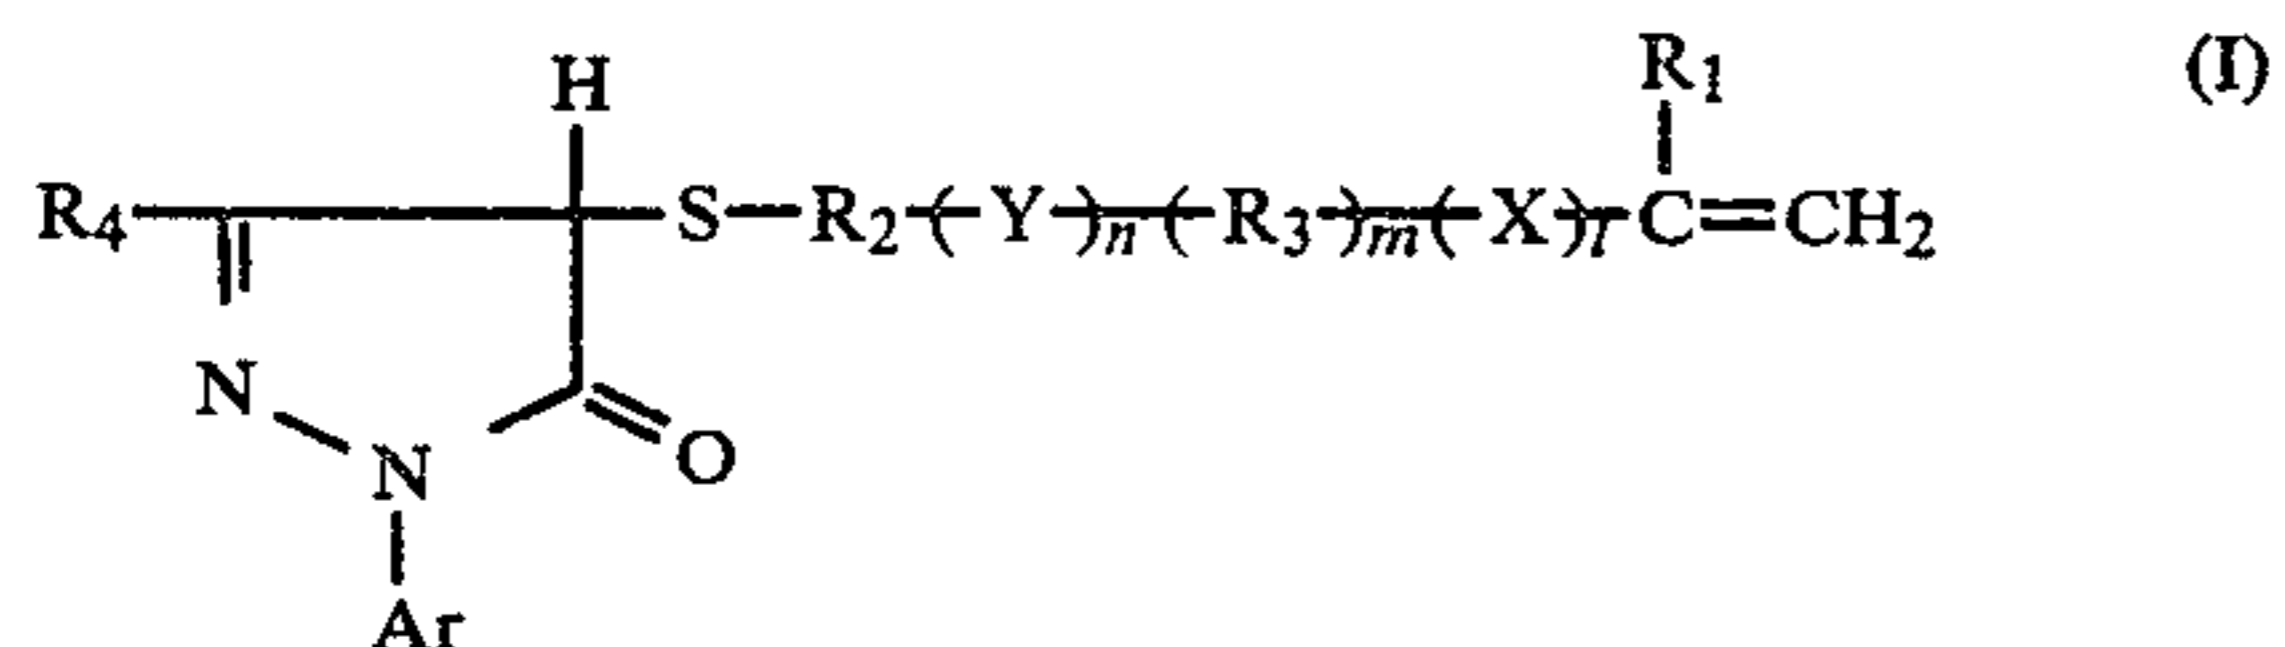 H R₁ (I)
R₄ S—R₂—(Y)ₙ—(R₃)ₘ—(X)ₗ—C=CH₂
N
N O
Ar